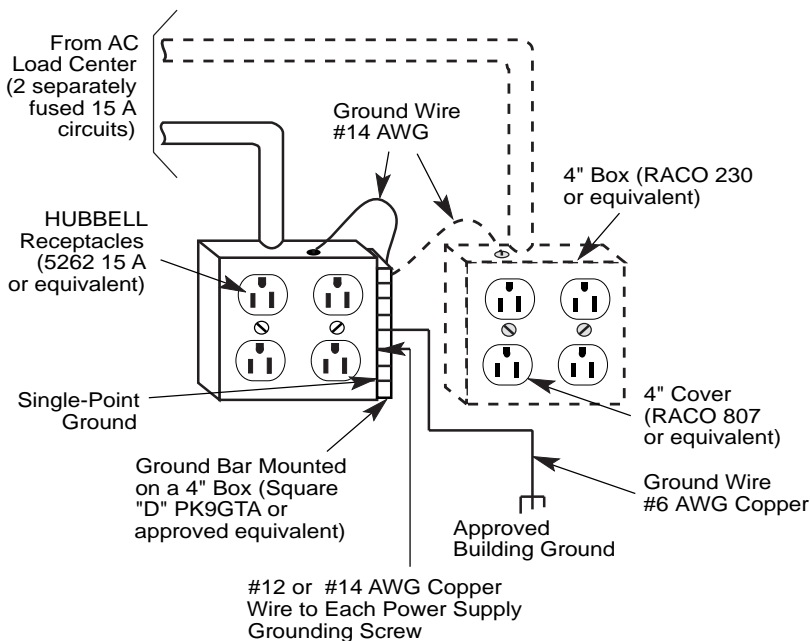 From AC
Load Center
(2 separately
fused 15 A
circuits)
Ground Wire
#14 AWG
4" Box (RACO 230
or equivalent)
HUBBELL
Receptacles
(5262 15 A
or equivalent)
Single-Point
Ground
4" Cover
(RACO 807
or equivalent)
Ground Bar Mounted
on a 4" Box (Square
"D" PK9GTA or
approved equivalent)
Ground Wire
#6 AWG Copper
Approved
Building Ground
#12 or #14 AWG Copper
Wire to Each Power Supply
Grounding Screw